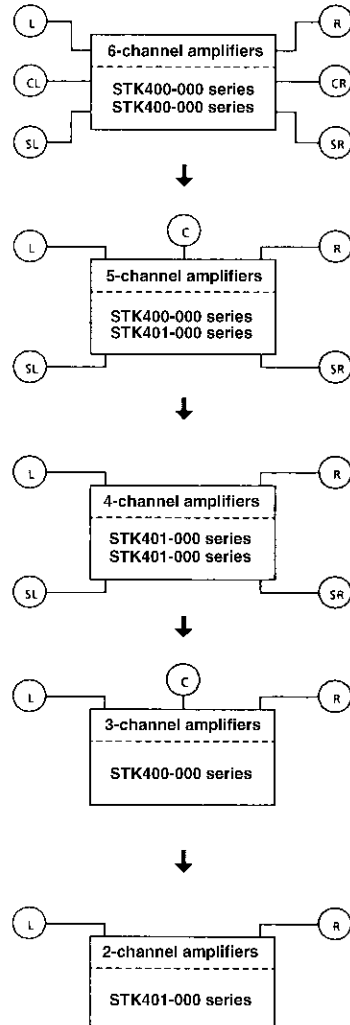 L
R
6-channel amplifiers
CL
CR
STK400-000 series
STK400-000 series
SL
SR
C
L
R
5-channel amplifiers
STK400-000 series
STK401-000 series
SL
SR
L
R
4-channel amplifiers
STK401-000 series
STK401-000 series
SL
SR
C
L
R
3-channel amplifiers
STK400-000 series
L
R
2-channel amplifiers
STK401-000 series